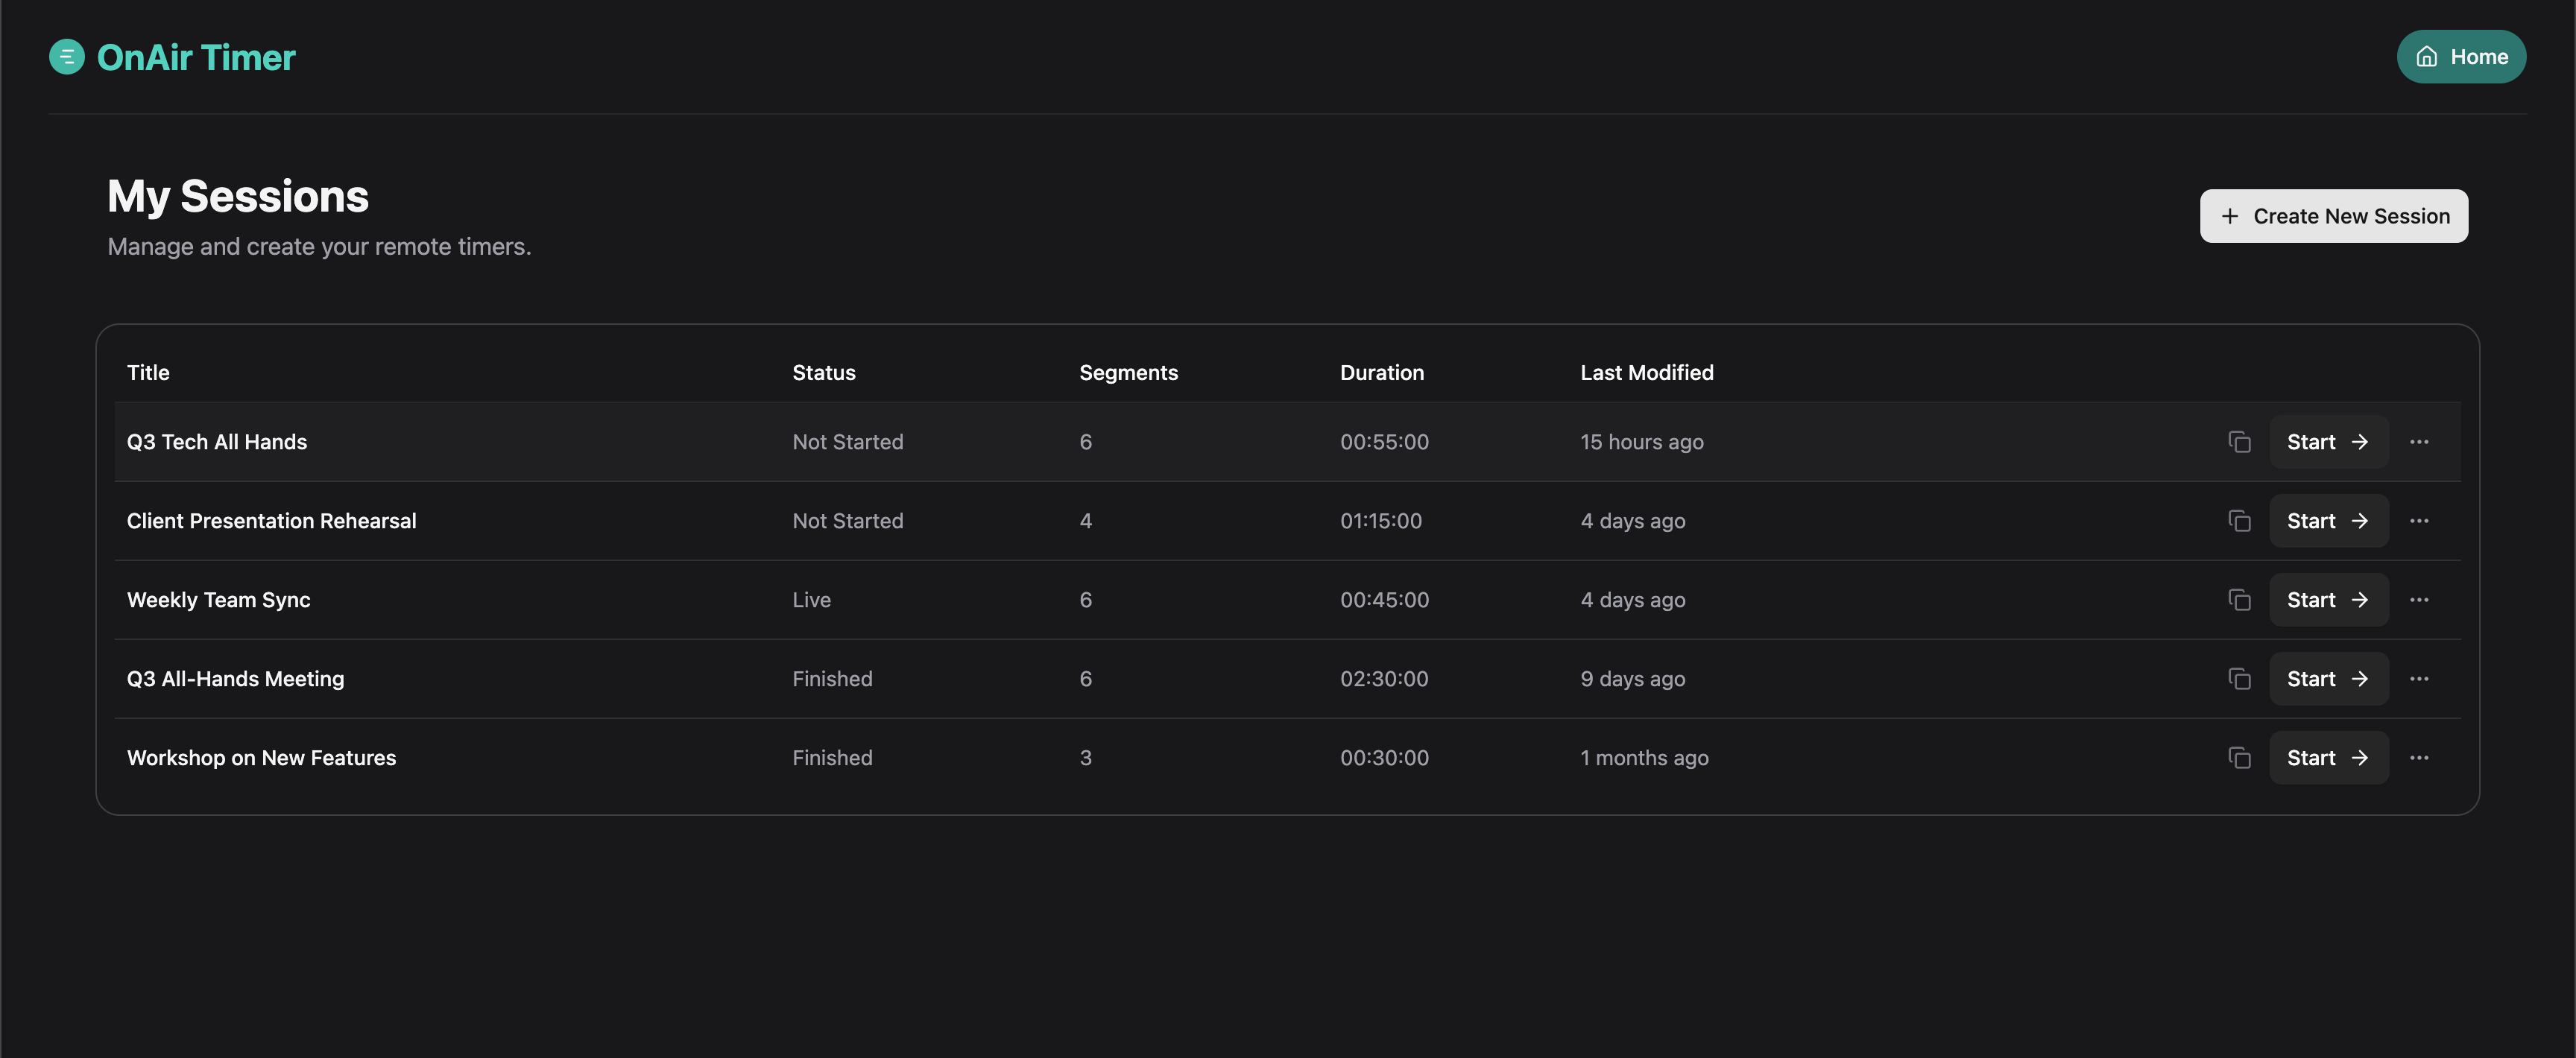 OnAir Timer
Home
My Sessions
Manage and create your remote timers.
+ Create New Session
Title Status Segments Duration Last Modified
Q3 Tech All Hands Not Started 6 00:55:00 15 hours ago Start →
Client Presentation Rehearsal Not Started 4 01:15:00 4 days ago Start →
Weekly Team Sync Live 6 00:45:00 4 days ago Start →
Q3 All-Hands Meeting Finished 6 02:30:00 9 days ago Start →
Workshop on New Features Finished 3 00:30:00 1 months ago Start →